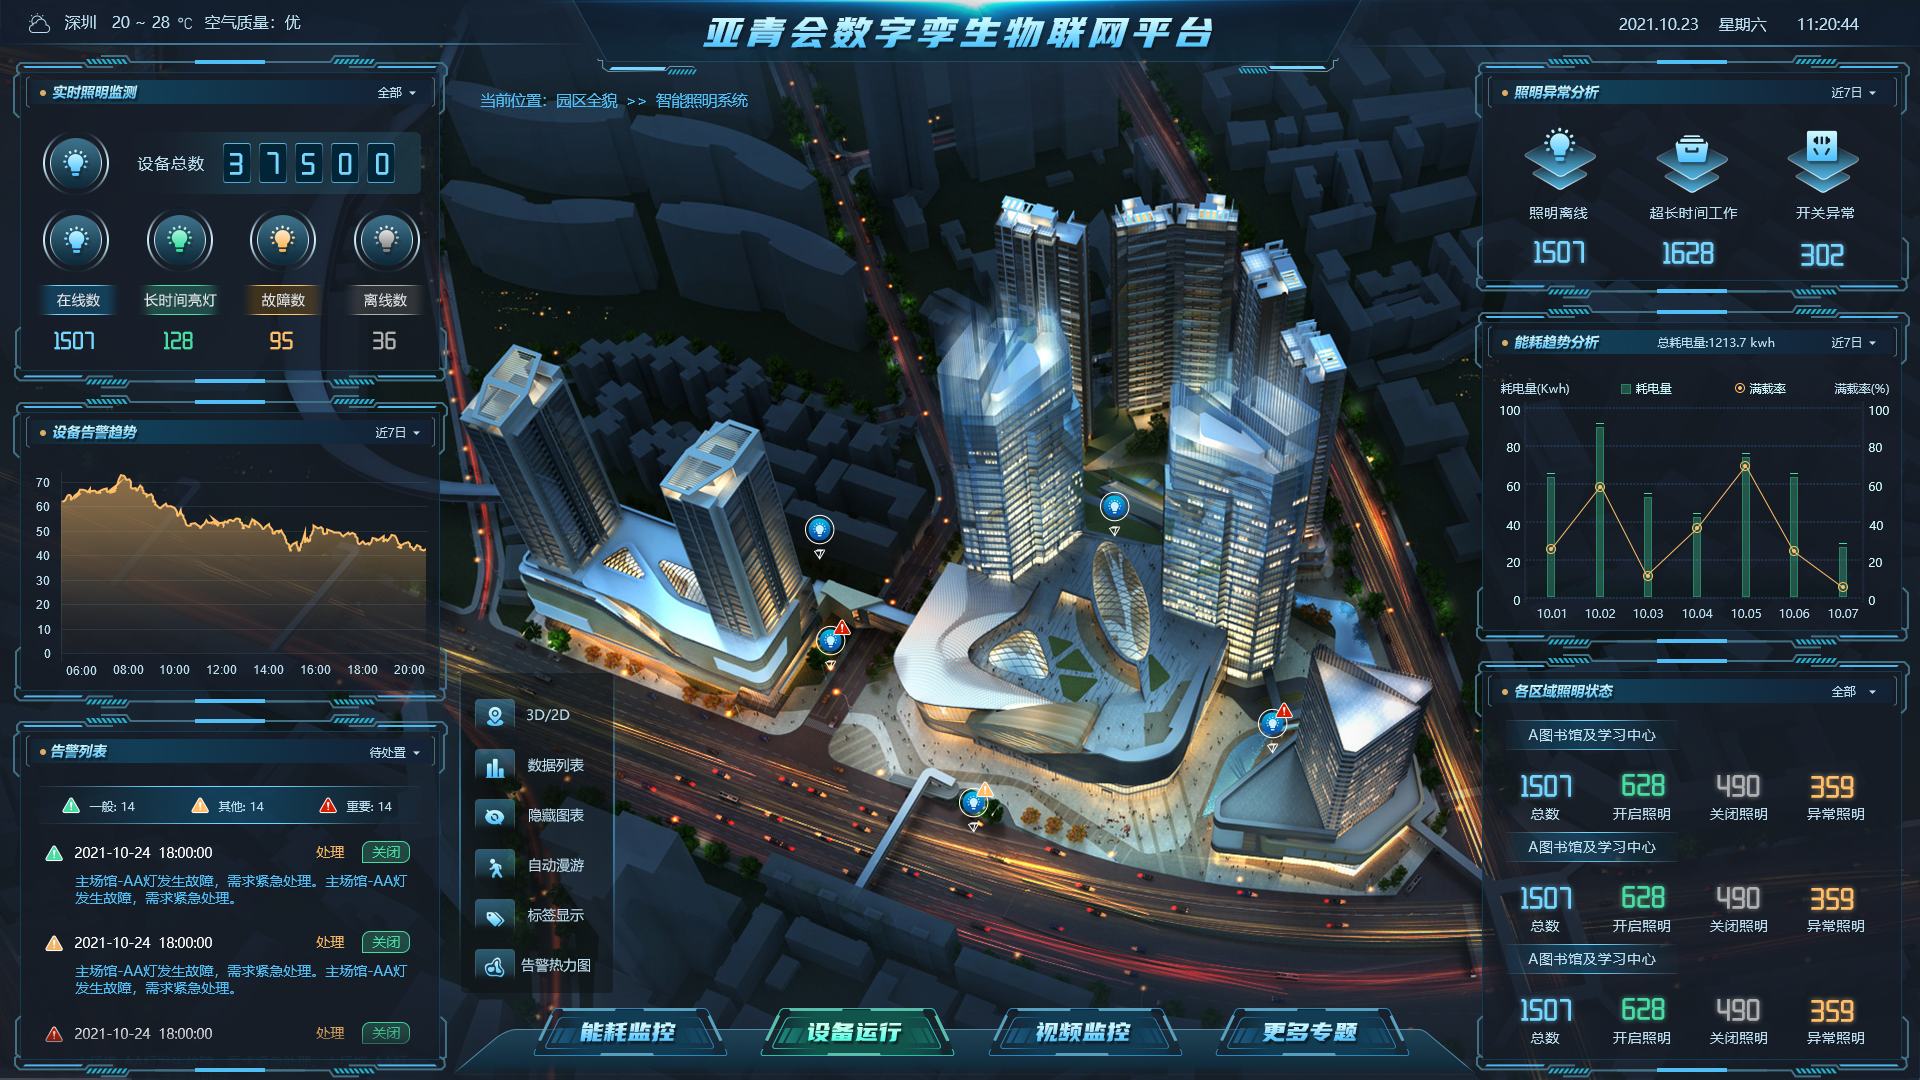 深圳 20 ~ 28 ℃ 空气质量：优
亚青会数字孪生物联网平台
2021.10.23 星期六 11:20:44
当前位置：园区全貌 >> 智能照明系统
实时照明监测 全部
设备总数 37500
在线数 长时间亮灯 故障数 离线数
1507 128 95 36
设备告警趋势 近7日
70
60
50
40
30
20
10
0
06:00 08:00 10:00 12:00 14:00 16:00 18:00 20:00
告警列表 待处置
一般: 14 其他: 14 重要: 14
2021-10-24 18:00:00 处理 关闭
主场馆-AA灯发生故障，需求紧急处理。主场馆-AA灯
发生故障，需求紧急处理。
2021-10-24 18:00:00 处理 关闭
主场馆-AA灯发生故障，需求紧急处理。主场馆-AA灯
发生故障，需求紧急处理。
2021-10-24 18:00:00 处理 关闭
3D/2D
数据列表
隐藏图表
自动漫游
标签显示
告警热力图
能耗监控 设备运行 视频监控 更多专题
照明异常分析 近7日
照明离线 超长时间工作 开关异常
1507 1628 302
能耗趋势分析 总耗电量:1213.7 kwh 近7日
耗电量(Kwh) 耗电量 满载率 满载率(%)
100 100
80 80
60 60
40 40
20 20
0 0
10.01 10.02 10.03 10.04 10.05 10.06 10.07
各区域照明状态 全部
A图书馆及学习中心
1507 628 490 359
总数 开启照明 关闭照明 异常照明
A图书馆及学习中心
1507 628 490 359
总数 开启照明 关闭照明 异常照明
A图书馆及学习中心
1507 628 490 359
总数 开启照明 关闭照明 异常照明